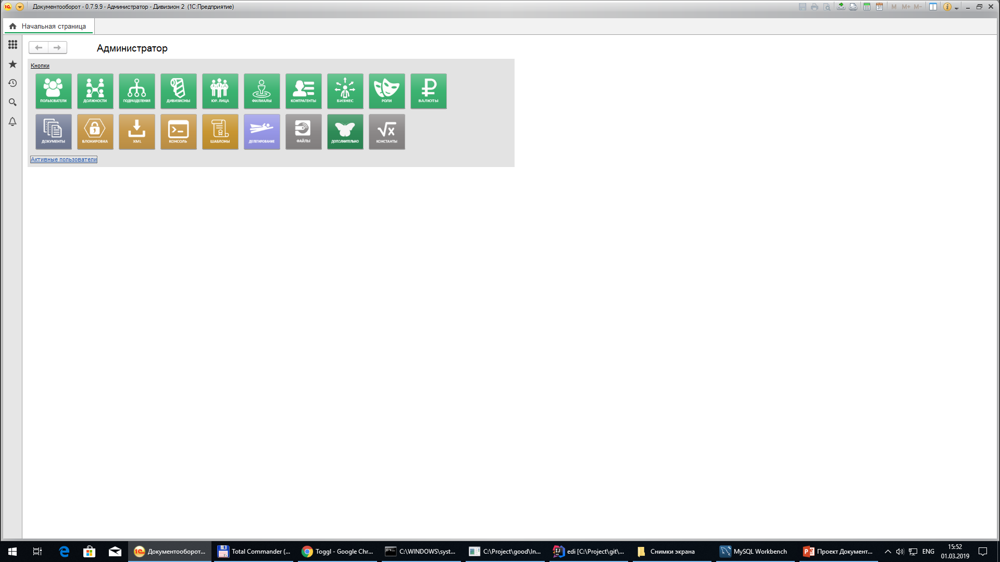 Документооборот - 0.7.9.9 - Администратор - Дивизион 2 (1С:Предприятие)
M M+ M-
Начальная страница
Администратор
Кнопки
ПОЛЬЗОВАТЕЛИ ДОЛЖНОСТИ ПОДРАЗДЕЛЕНИЯ ДИВИЗИОНЫ ЮР. ЛИЦА ФИЛИАЛЫ КОНТРАГЕНТЫ БИЗНЕС РОЛИ ВАЛЮТЫ
ДОКУМЕНТЫ БЛОКИРОВКА XML КОНСОЛЬ ШАБЛОНЫ ДЕЛЕГИРОВАНИЕ ФАЙЛЫ ДОПОЛНИТЕЛЬНО КОНСТАНТЫ
Активные пользователи
Документооборот... Total Commander (... Toggl - Google Chr... C:\WINDOWS\syst... C:\Project\good\In... edi [C:\Project\git\... Снимки экрана MySQL Workbench Проект Документ... ENG 15:52
01.03.2019